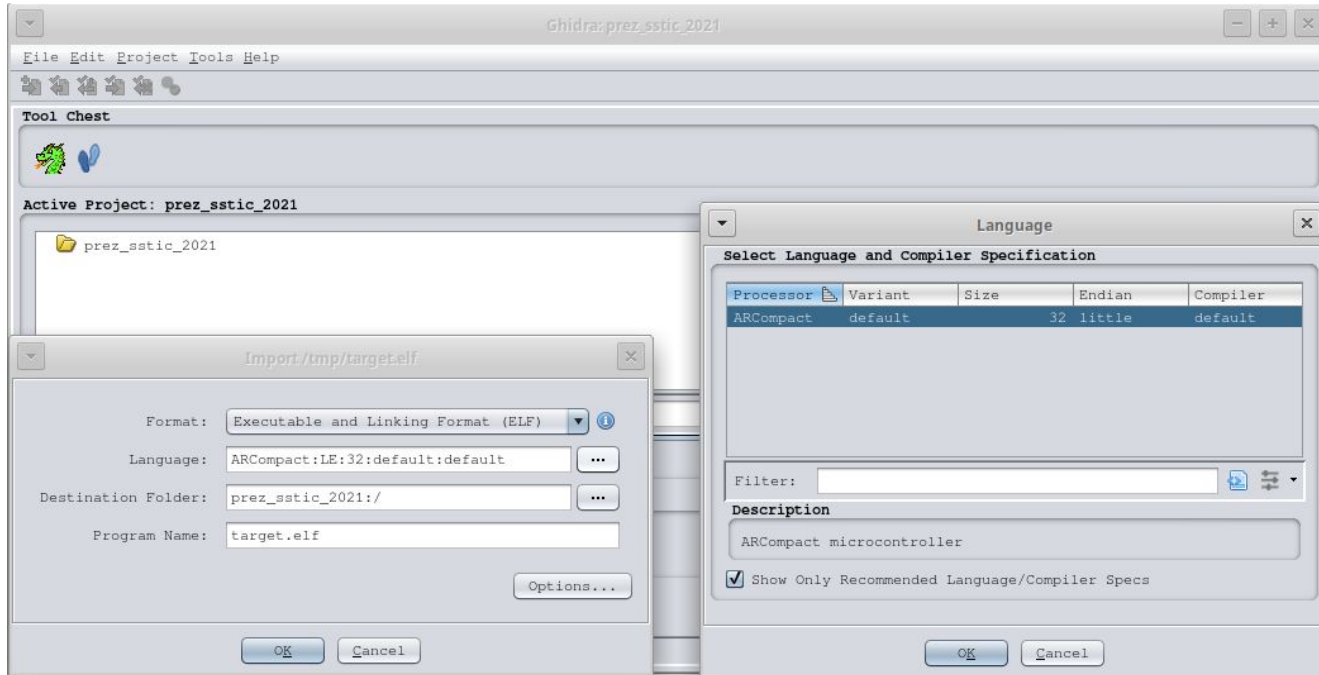 Ghidra: prez_sstic_2021
File Edit Project Tools Help
Tool Chest
Active Project: prez_sstic_2021
prez_sstic_2021
Import /tmp/target.elf
Format: Executable and Linking Format (ELF)
Language: ARCompact:LE:32:default:default ...
Destination Folder: prez_sstic_2021:/ ...
Program Name: target.elf
Options...
OK Cancel
Language
Select Language and Compiler Specification
Processor Variant Size Endian Compiler
ARCompact default 32 little default
Filter:
Description
ARCompact microcontroller
Show Only Recommended Language/Compiler Specs
OK Cancel